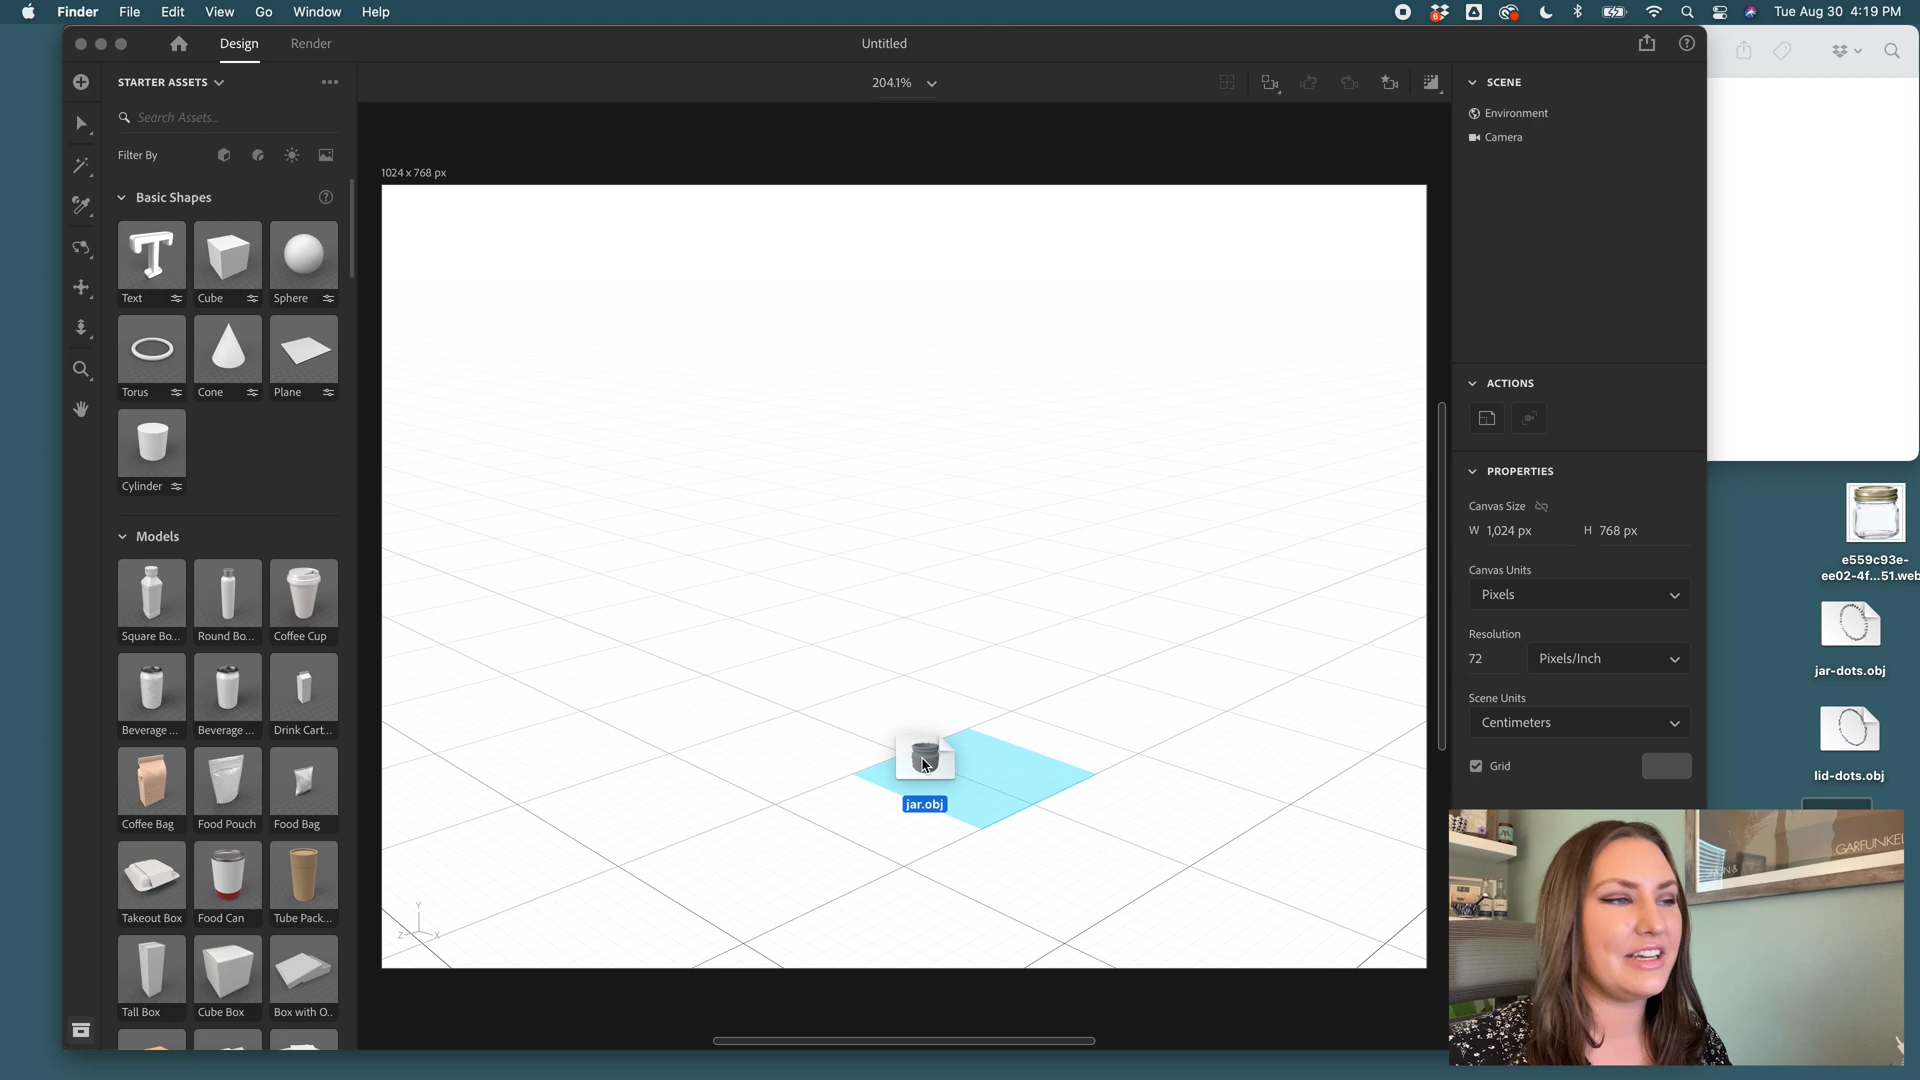 Finder File Edit View Go Window Help
6
Tue Aug 30 4:19 PM
Design Render
Untitled
STARTER ASSETS
204.1%
SCENE
Search Assets...
Environment
Camera
Filter By
1024 x 768 px
Basic Shapes
Text Cube Sphere
Torus Cone Plane
Cylinder
ACTIONS
PROPERTIES
Canvas Size
W 1,024 px H 768 px
Canvas Units
Pixels
Resolution
72 Pixels/Inch
Scene Units
Centimeters
Grid
Models
Square Bo... Round Bo... Coffee Cup
Beverage ... Beverage ... Drink Cart...
Coffee Bag Food Pouch Food Bag
Takeout Box Food Can Tube Pack...
Tall Box Cube Box Box with O..
jar.obj
Y
Z X
e559c93e-
ee02-4f...51.web
jar-dots.obj
lid-dots.obj
GARFUNKE